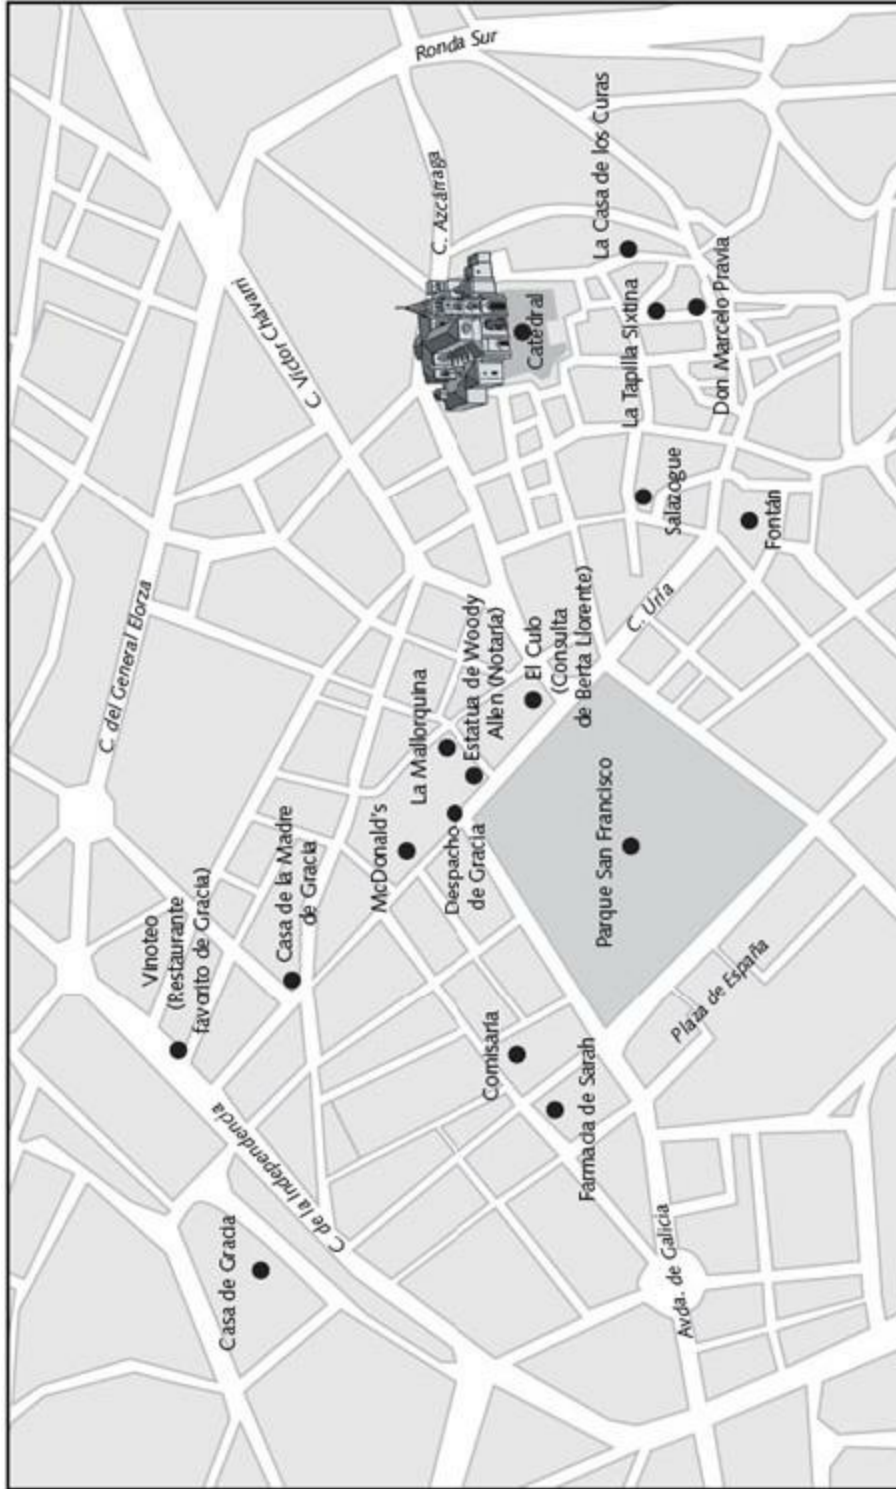 Casa de Gracia
C. de la Independencia
Vinoteo
(Restaurante
favorito de Gracia)
Casa de la Madre
de Gracia
C. del General Elorza
C. Víctor Chávarri
Ronda Sur
C. Azcárraga
McDonald's
La Mallorquina
Despacho
de Gracia
Estatua de Woody
Allen (Notaría)
El Culo
(Consulta
de Berta Llorente)
Catedral
Comisaría
Farmacia de Sarah
Parque San Francisco
C. Uría
La Casa de los Curas
La Tapilla Sixtina
Salazogue
Don Marcelo Pravia
Fontán
Avda. de Galicia
Plaza de España